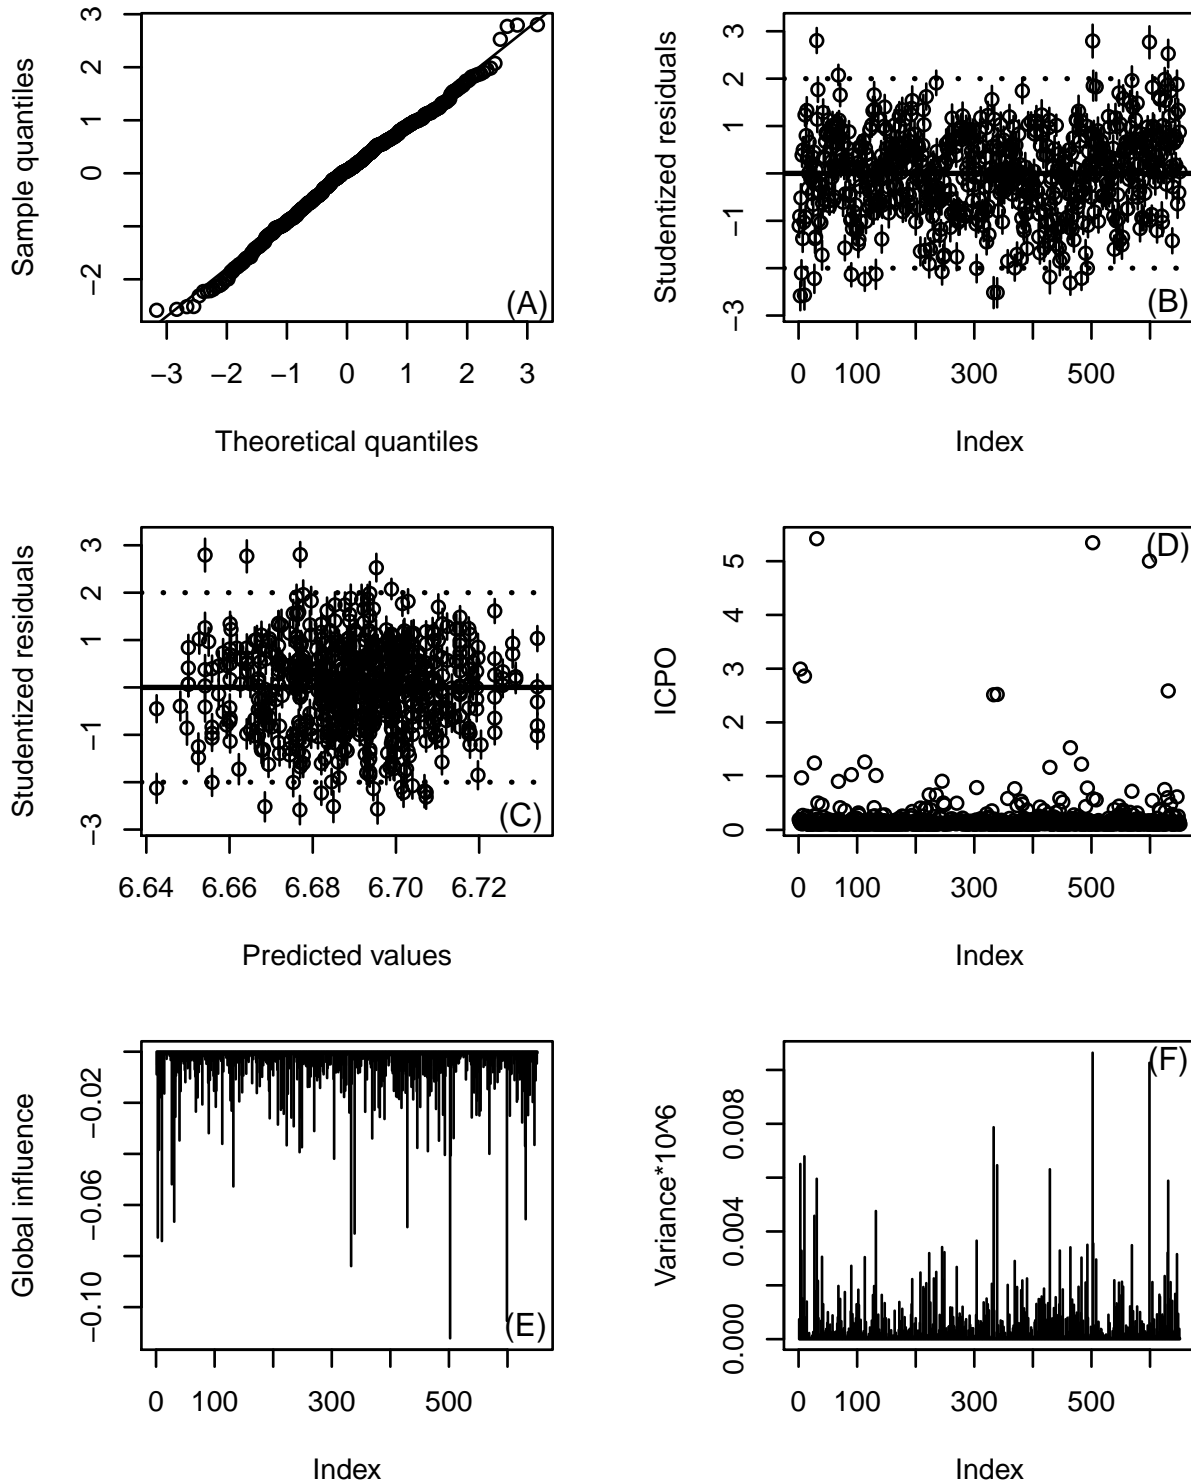 Sample quantiles
3
2
1
0
−2
(A)
−3 −2 −1 0 1 2 3
Theoretical quantiles
Studentized residuals
3
2
1
−1
−3
(B)
0 100 300 500
Index
Studentized residuals
3
2
1
−1
−3
(C)
6.64 6.66 6.68 6.70 6.72
Predicted values
ICPO
5
4
3
2
1
0
(D)
0 100 300 500
Index
Global influence
−0.02
−0.06
−0.10
(E)
0 100 300 500
Index
Variance*10^6
0.008
0.004
0.000
(F)
0 100 300 500
Index